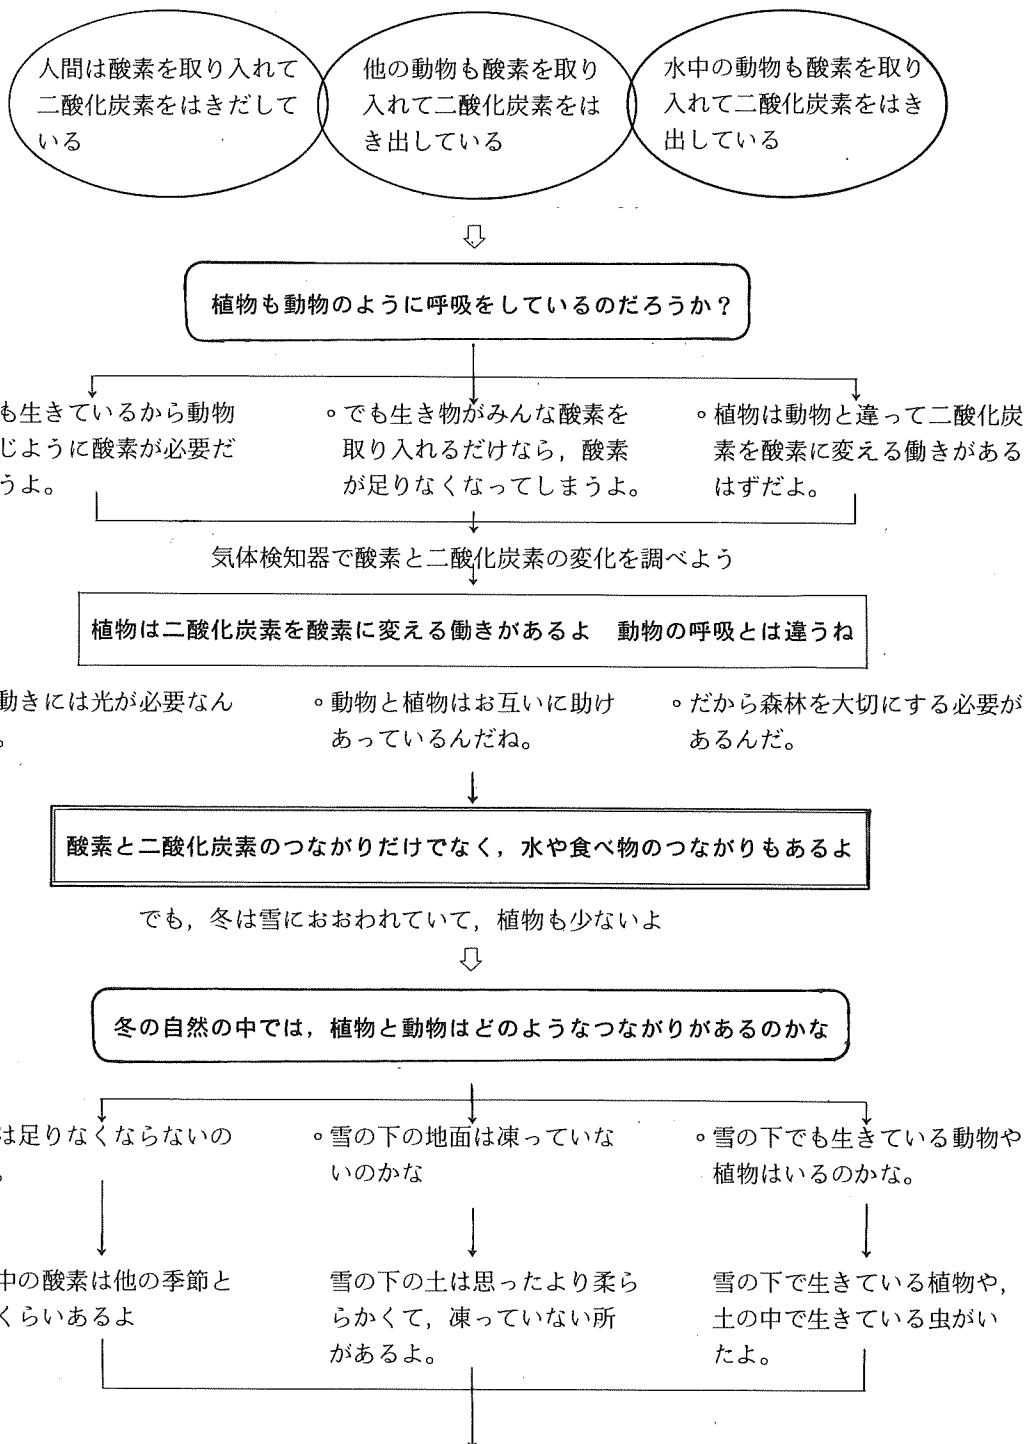 人間は酸素を取り入れて
二酸化炭素をはきだして
いる
他の動物も酸素を取り
入れて二酸化炭素をは
き出している
水中の動物も酸素を取り
入れて二酸化炭素をはき
出している
植物も動物のように呼吸をしているのだろうか？
も生きているから動物
じように酸素が必要だ
うよ。
◦でも生き物がみんな酸素を
取り入れるだけなら，酸素
が足りなくなってしまうよ。
◦植物は動物と違って二酸化炭
素を酸素に変える働きがある
はずだよ。
気体検知器で酸素と二酸化炭素の変化を調べよう
植物は二酸化炭素を酸素に変える働きがあるよ　動物の呼吸とは違うね
動きには光が必要なん
。
◦動物と植物はお互いに助け
あっているんだね。
◦だから森林を大切にする必要が
あるんだ。
酸素と二酸化炭素のつながりだけでなく，水や食べ物のつながりもあるよ
でも，冬は雪におおわれていて，植物も少ないよ
冬の自然の中では，植物と動物はどのようなつながりがあるのかな
は足りなくならないの
。
◦雪の下の地面は凍っていな
いのかな
◦雪の下でも生きている動物や
植物はいるのかな。
中の酸素は他の季節と
くらいあるよ
雪の下の土は思ったより柔ら
らかくて，凍っていない所
があるよ。
雪の下で生きている植物や，
土の中で生きている虫がい
たよ。